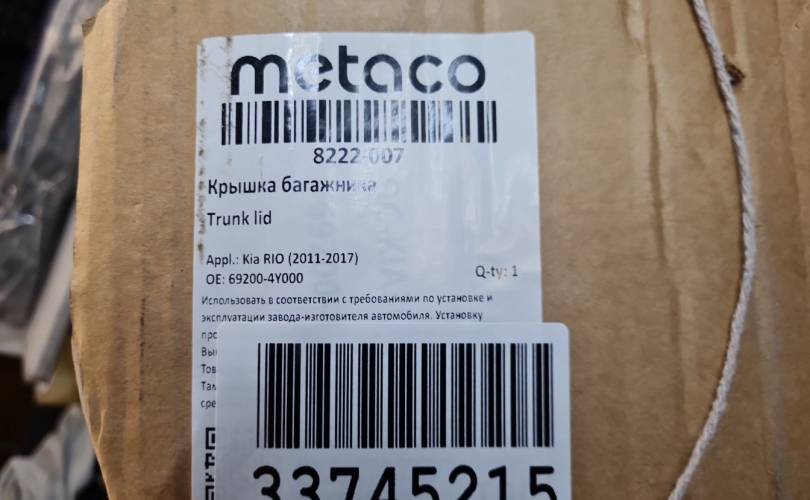 metaco
8222-007
Крышка багажника
Trunk lid
Appl.: Kia RIO (2011-2017)
OE: 69200-4Y000
Q-ty: 1
Использовать в соответствии с требованиями по установке и
эксплуатации завода-изготовителя автомобиля. Установку
33745215